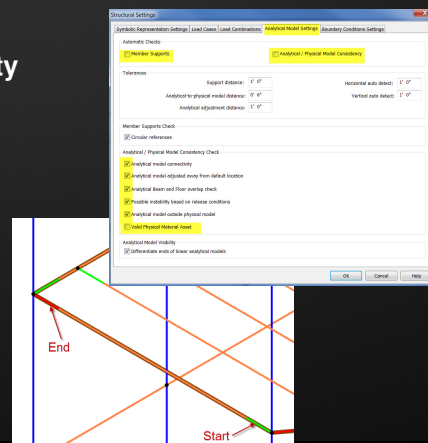 ty
Structural Settings
Symbolic Representation Settings Load Cases Load Combinations Analytical Model Settings Boundary Conditions Settings
Automatic Checks
Member Supports Analytical / Physical Model Consistency
Tolerances
Support distance: 1' 0" Horizontal auto detect: 1' 0"
Analytical-to-physical model distance: 0' 6" Vertical auto detect: 1' 0"
Analytical adjustment distance: 1' 0"
Member Supports Check
Circular references
Analytical / Physical Model Consistency Check
Analytical model connectivity
Analytical model adjusted away from default location
Analytical Beam and Floor overlap check
Possible instability based on release conditions
Analytical model outside physical model
Valid Physical Material Asset
Analytical Model Visibility
Differentiate ends of linear analytical models
OK Cancel Help
End
Start